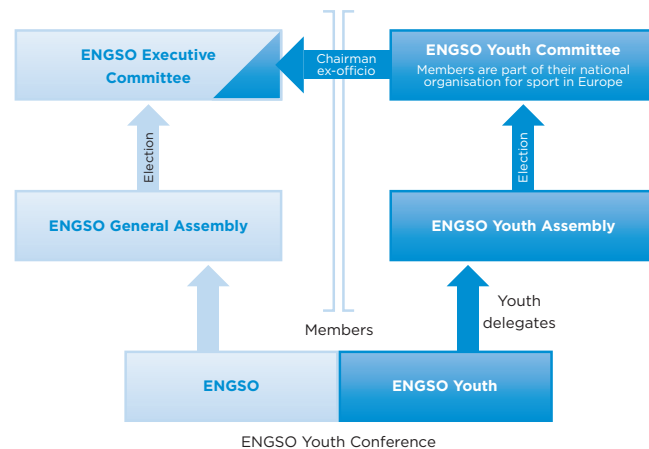 ENGSO Executive
Committee
Chairman
ex-officio
ENGSO Youth Committee
Members are part of their national
organisation for sport in Europe
Election
Election
ENGSO General Assembly
ENGSO Youth Assembly
Youth
delegates
Members
ENGSO
ENGSO Youth
ENGSO Youth Conference